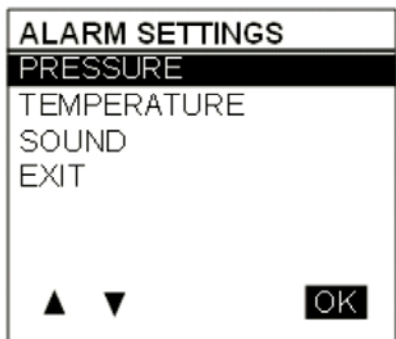 ALARM SETTINGS
PRESSURE
TEMPERATURE
SOUND
EXIT
▲ ▼ OK